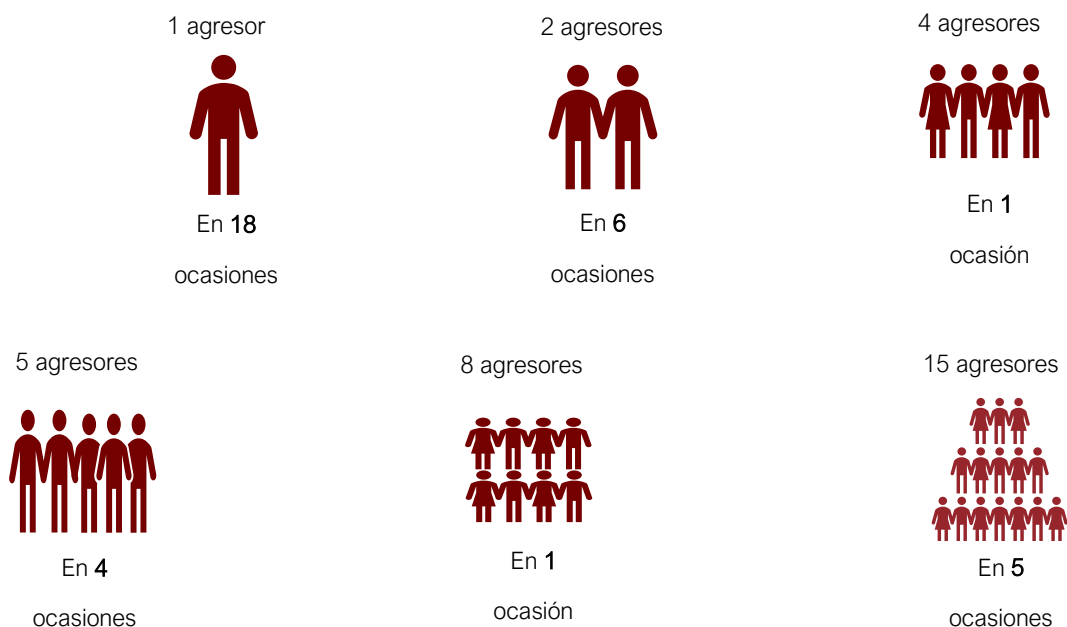 1 agresor
En 18
ocasiones
2 agresores
En 6
ocasiones
4 agresores
En 1
ocasión
5 agresores
En 4
ocasiones
8 agresores
En 1
ocasión
15 agresores
En 5
ocasiones